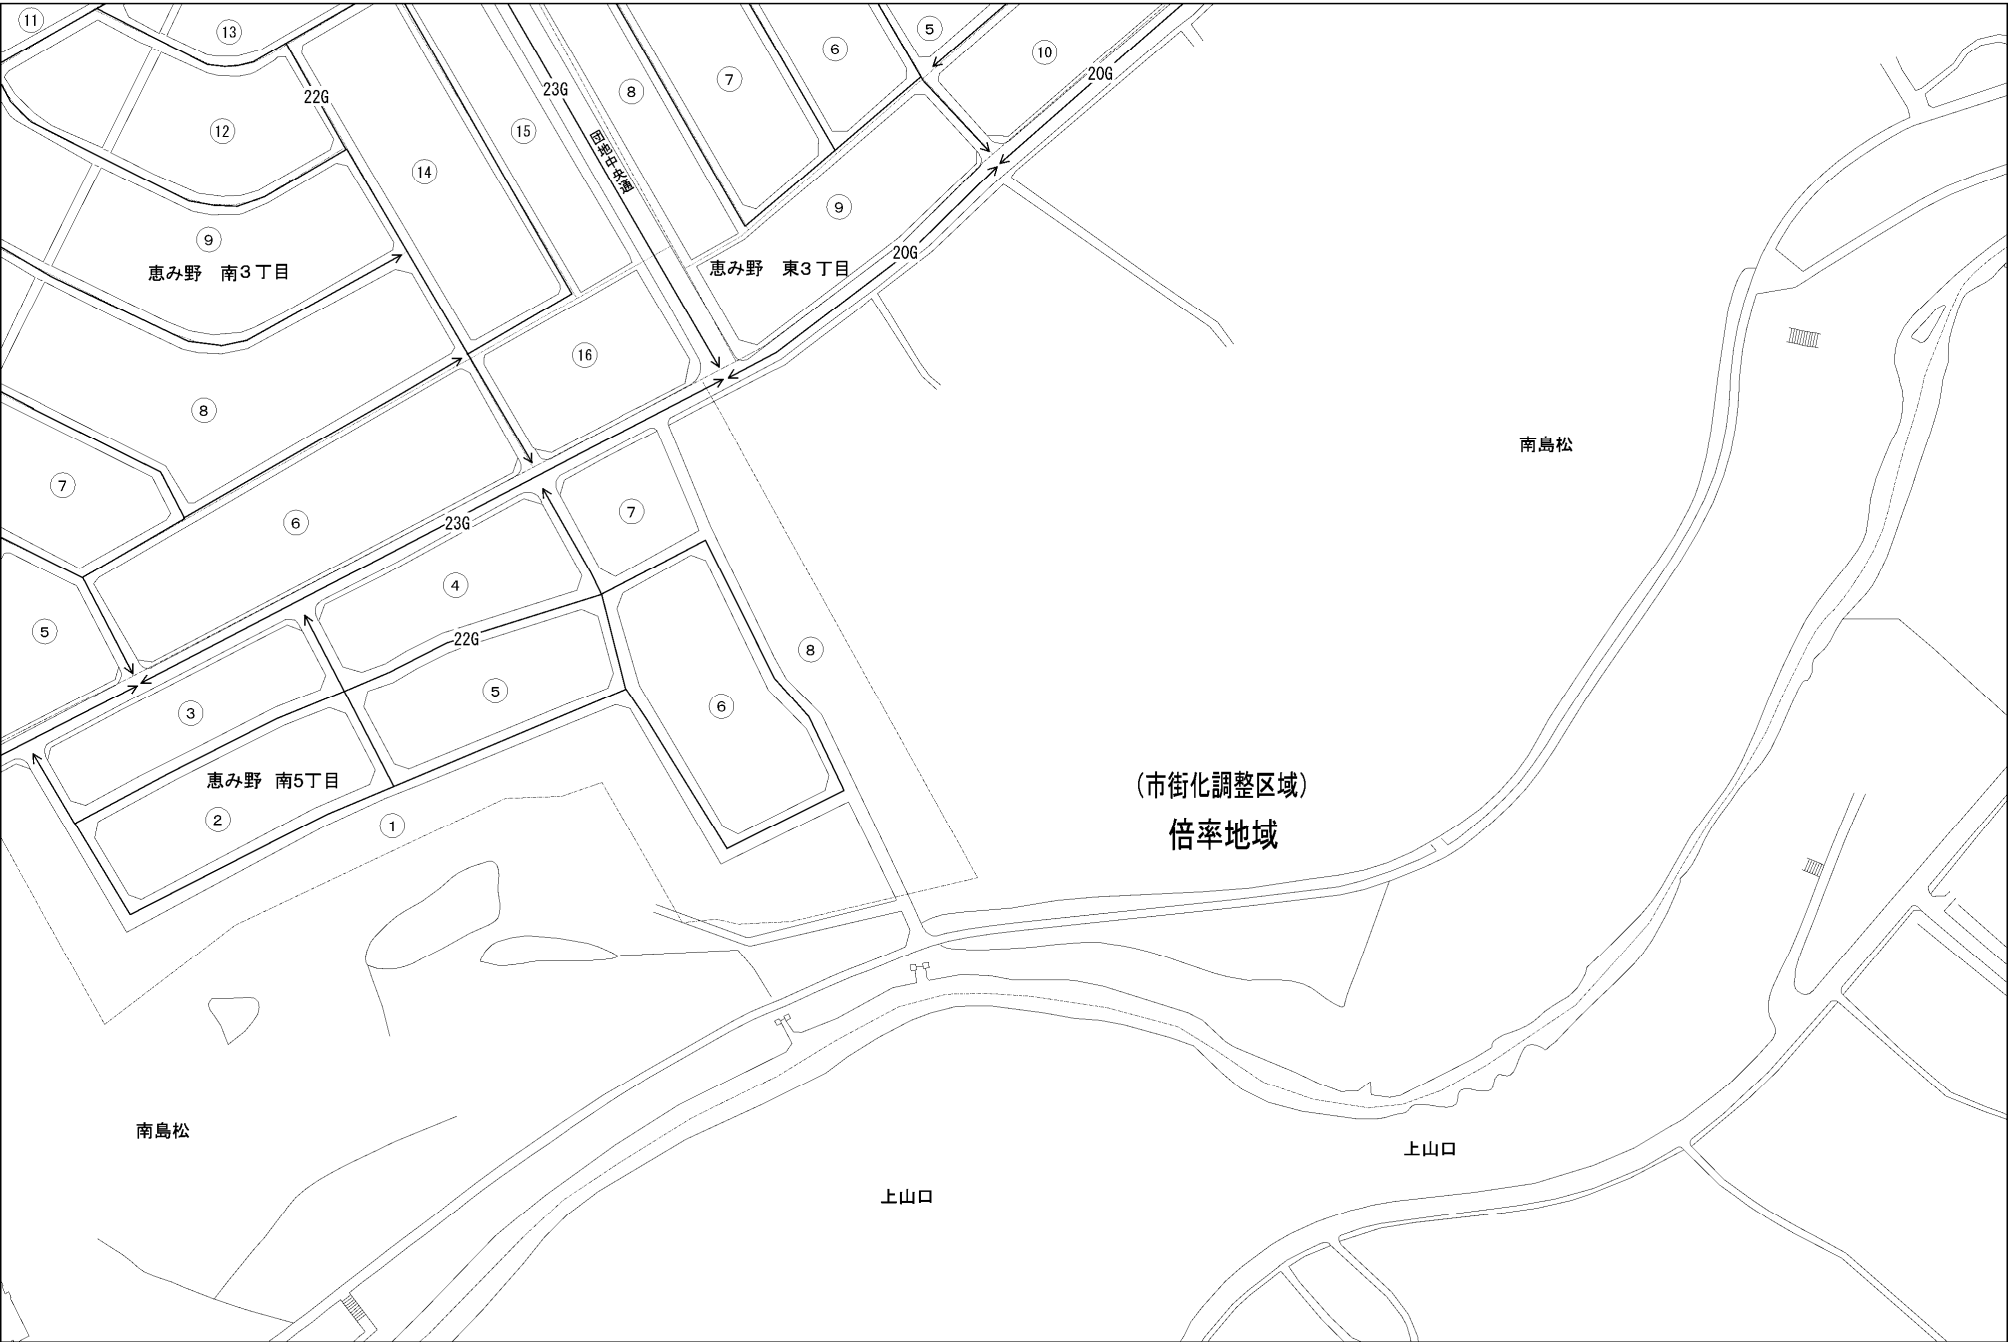 ⑪
⑬
⑤
⑥
⑩
⑦
⑧
20G
23G
22G
⑫
⑮
団地中央通
⑭
⑨
⑨
恵み野 南3丁目
恵み野 東3丁目
20G
⑯
⑧
南島松
⑦
⑥
23G
⑦
④
⑤
22G
⑧
⑤
③
⑥
恵み野 南5丁目
(市街化調整区域)
②
①
倍率地域
南島松
上山口
上山口